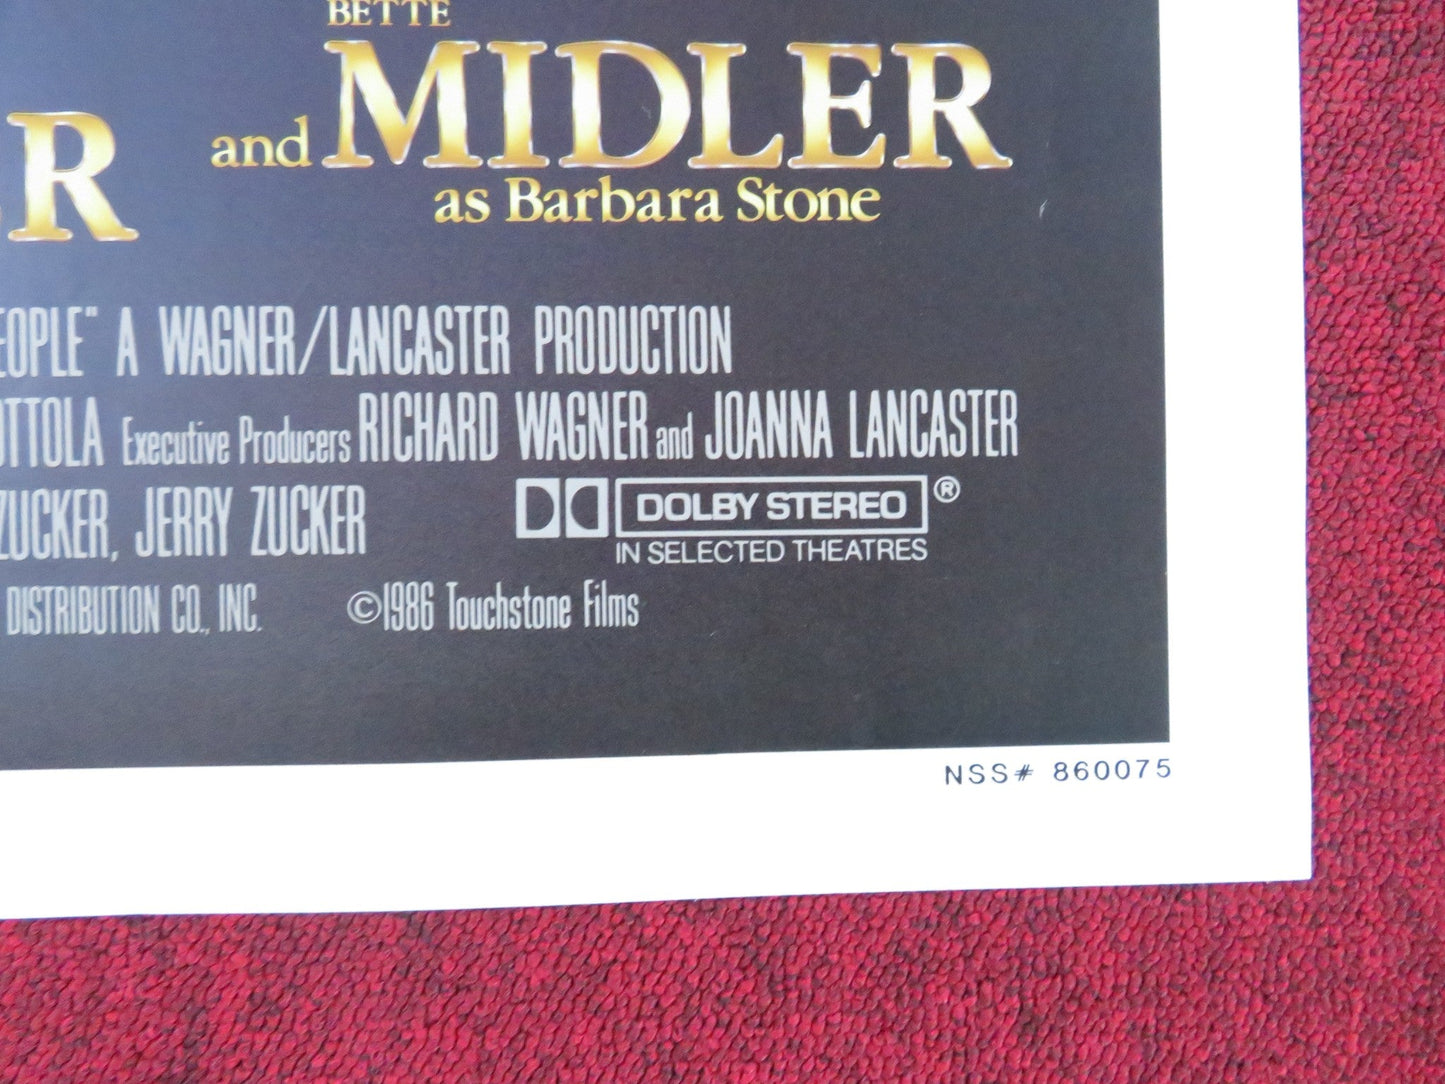 BETTE
and MIDLER
ER
as Barbara Stone
EOPLE" A WAGNER/LANCASTER PRODUCTION
OTTOLA Executive Producers RICHARD WAGNER and JOANNA LANCASTER
ZUCKER, JERRY ZUCKER
DOLBY STEREO ®
IN SELECTED THEATRES
DISTRIBUTION CO., INC. ©1986 Touchstone Films
NSS# 860075